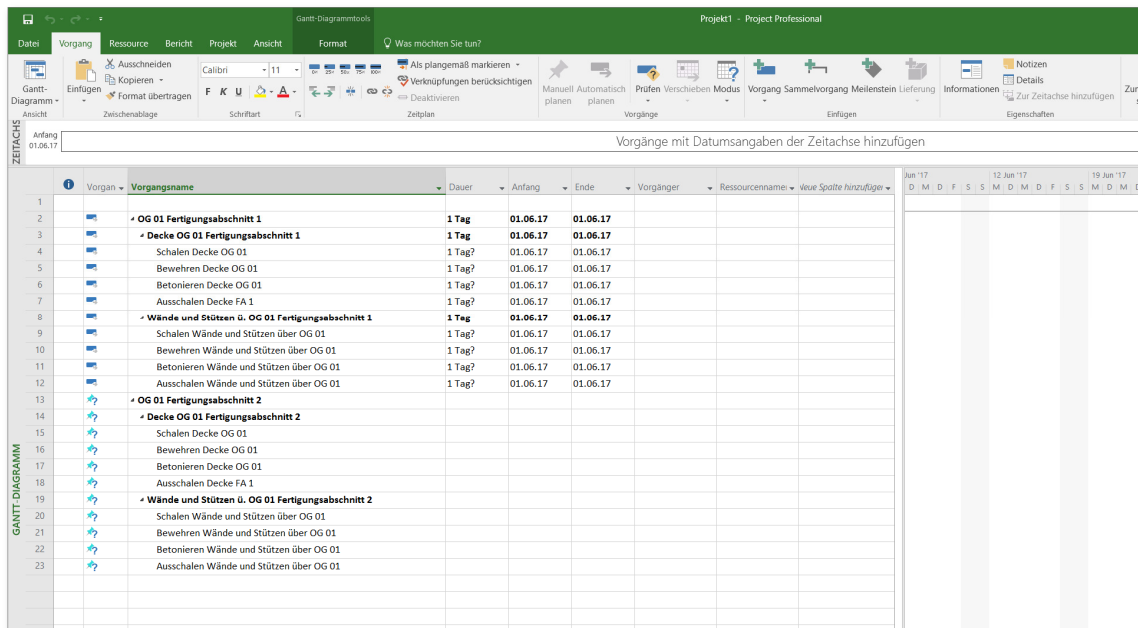 Gantt-Diagrammtools Projekt1 - Project Professional
Datei Vorgang Ressource Bericht Projekt Ansicht Format Was möchten Sie tun?
Gantt-Diagramm
Ansicht
Einfügen
Ausschneiden
Kopieren
Format übertragen
Zwischenablage
Calibri 11
F K U A
Schriftart
0% 25% 50% 75% 100%
Als plangemäß markieren
Verknüpfungen berücksichtigen
Deaktivieren
Zeitplan
Manuell planen
Automatisch planen
Prüfen Verschieben Modus
Vorgänge
Vorgang Sammelvorgang Meilenstein Lieferung
Einfügen
Informationen
Notizen
Details
Zur Zeitachse hinzufügen
Eigenschaften
ZEITACHS
Anfang
01.06.17
Vorgänge mit Datumsangaben der Zeitachse hinzufügen
Vorgan Vorgangsname Dauer Anfang Ende Vorgänger Ressourcenname Neue Spalte hinzufüge
Jun '17 12 Jun '17 19 Jun '17
D M D F S S M D M D F S S M D M D
1
2 OG 01 Fertigungsabschnitt 1 1 Tag 01.06.17 01.06.17
3 Decke OG 01 Fertigungsabschnitt 1 1 Tag 01.06.17 01.06.17
4 Schalen Decke OG 01 1 Tag? 01.06.17 01.06.17
5 Bewehren Decke OG 01 1 Tag? 01.06.17 01.06.17
6 Betonieren Decke OG 01 1 Tag? 01.06.17 01.06.17
7 Ausschalen Decke FA 1 1 Tag? 01.06.17 01.06.17
8 Wände und Stützen ü. OG 01 Fertigungsabschnitt 1 1 Tag 01.06.17 01.06.17
9 Schalen Wände und Stützen über OG 01 1 Tag? 01.06.17 01.06.17
10 Bewehren Wände und Stützen über OG 01 1 Tag? 01.06.17 01.06.17
11 Betonieren Wände und Stützen über OG 01 1 Tag? 01.06.17 01.06.17
12 Ausschalen Wände und Stützen über OG 01 1 Tag? 01.06.17 01.06.17
13 OG 01 Fertigungsabschnitt 2
14 Decke OG 01 Fertigungsabschnitt 2
15 Schalen Decke OG 01
16 Bewehren Decke OG 01
17 Betonieren Decke OG 01
18 Ausschalen Decke FA 1
19 Wände und Stützen ü. OG 01 Fertigungsabschnitt 2
20 Schalen Wände und Stützen über OG 01
21 Bewehren Wände und Stützen über OG 01
22 Betonieren Wände und Stützen über OG 01
23 Ausschalen Wände und Stützen über OG 01
GANTT-DIAGRAMM